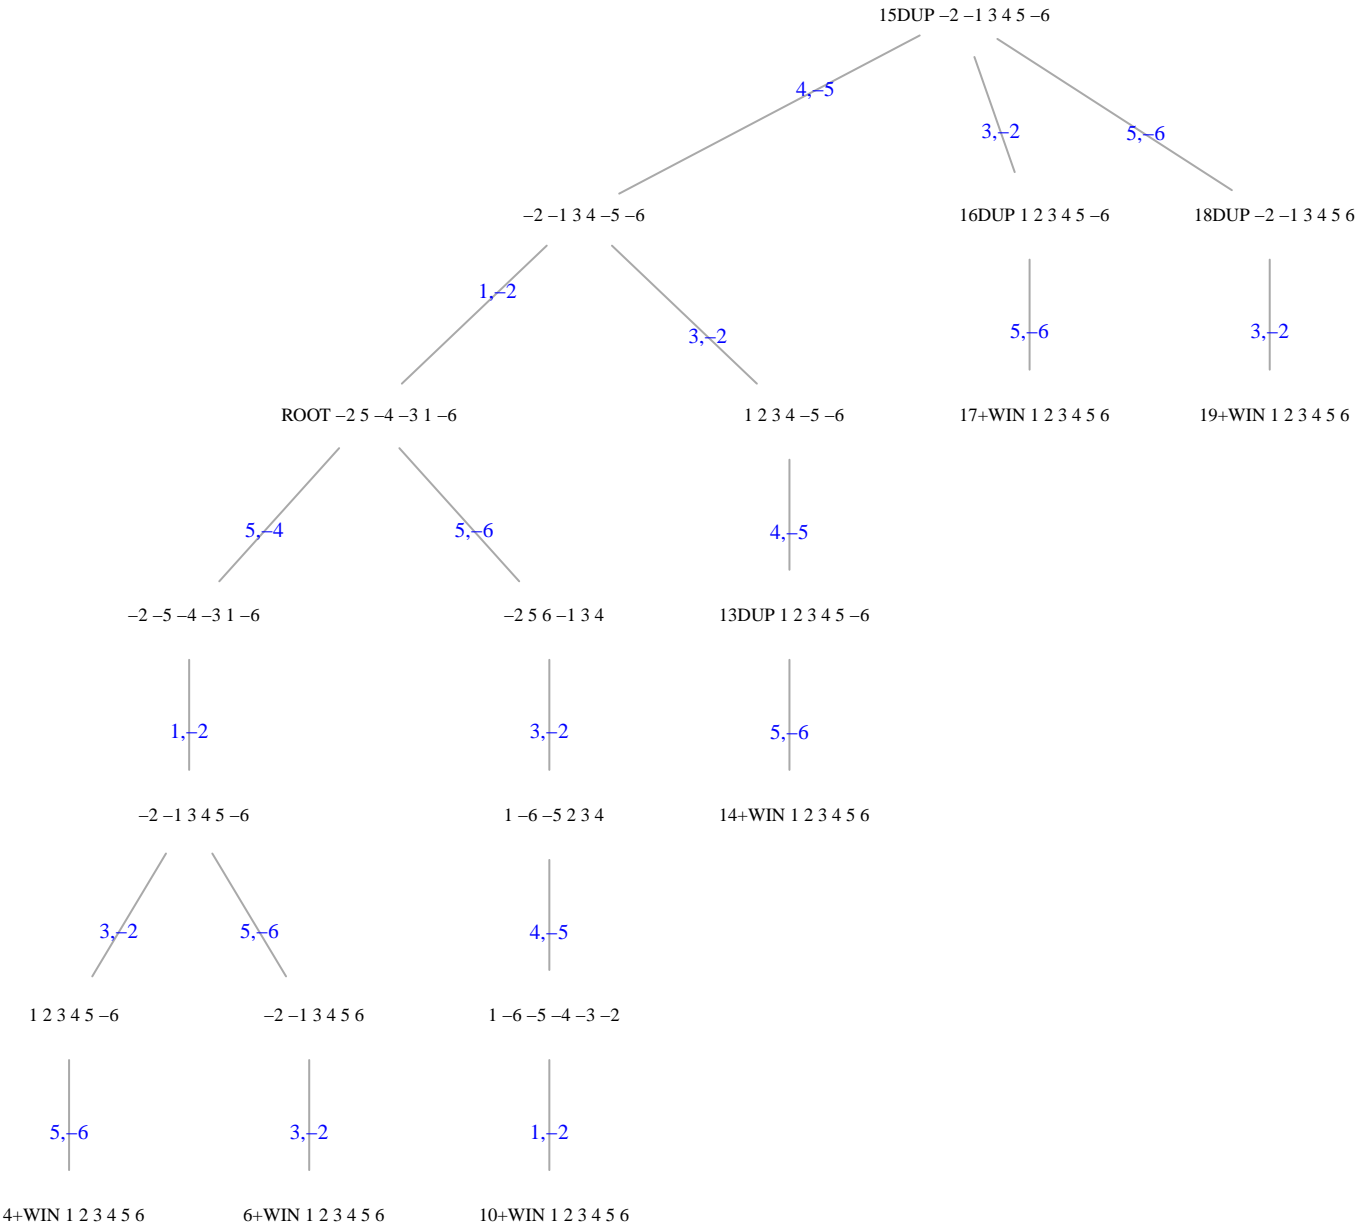 15DUP –2 –1 3 4 5 –6
4,–5
3,–2
5,–6
–2 –1 3 4 –5 –6
16DUP 1 2 3 4 5 –6
18DUP –2 –1 3 4 5 6
1,–2
3,–2
5,–6
3,–2
ROOT –2 5 –4 –3 1 –6
1 2 3 4 –5 –6
17+WIN 1 2 3 4 5 6
19+WIN 1 2 3 4 5 6
5,–4
5,–6
4,–5
–2 –5 –4 –3 1 –6
–2 5 6 –1 3 4
13DUP 1 2 3 4 5 –6
1,–2
3,–2
5,–6
–2 –1 3 4 5 –6
1 –6 –5 2 3 4
14+WIN 1 2 3 4 5 6
3,–2
5,–6
4,–5
1 2 3 4 5 –6
–2 –1 3 4 5 6
1 –6 –5 –4 –3 –2
5,–6
3,–2
1,–2
4+WIN 1 2 3 4 5 6
6+WIN 1 2 3 4 5 6
10+WIN 1 2 3 4 5 6